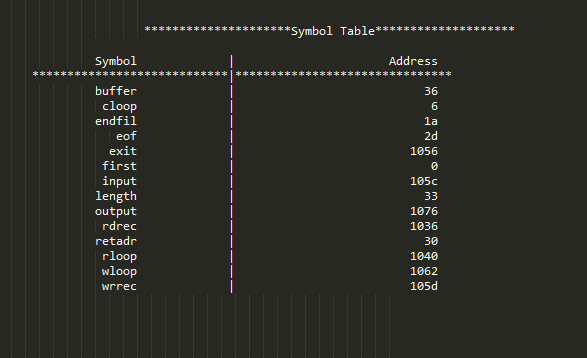 *********************Symbol Table********************
Symbol | Address
****************************|*******************************
buffer | 36
cloop | 6
endfil | 1a
eof | 2d
exit | 1056
first | 0
input | 105c
length | 33
output | 1076
rdrec | 1036
retadr | 30
rloop | 1040
wloop | 1062
wrrec | 105d